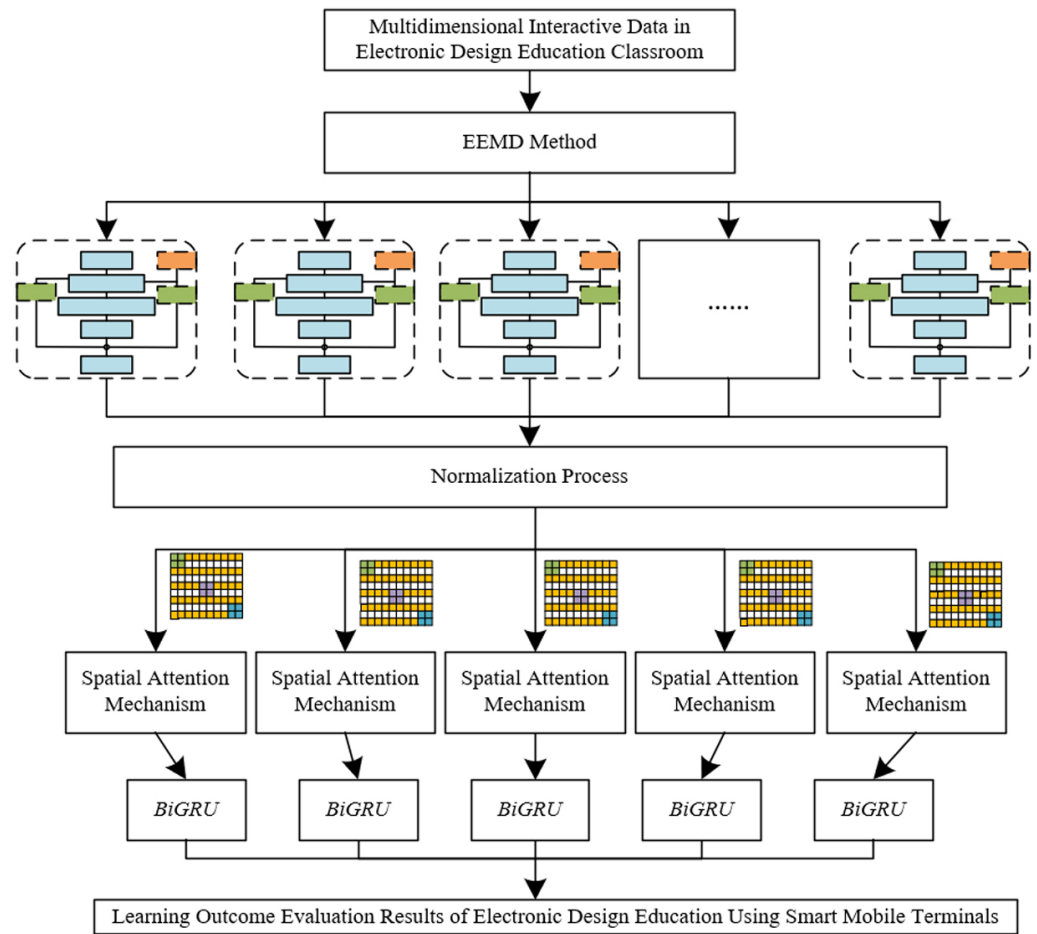 Multidimensional Interactive Data in
Electronic Design Education Classroom
EEMD Method
......
Normalization Process
Spatial Attention
Mechanism
Spatial Attention
Mechanism
Spatial Attention
Mechanism
Spatial Attention
Mechanism
Spatial Attention
Mechanism
BiGRU
BiGRU
BiGRU
BiGRU
BiGRU
Learning Outcome Evaluation Results of Electronic Design Education Using Smart Mobile Terminals